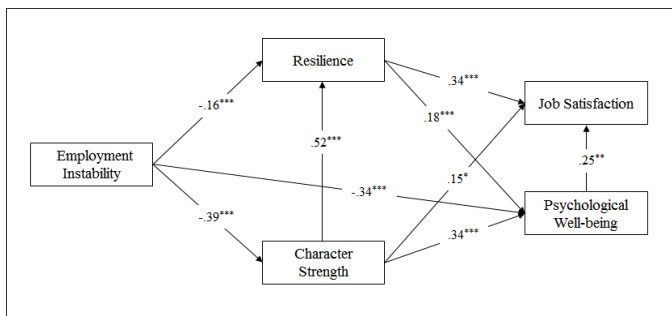 Resilience
.34***
Job Satisfaction
-.16***
.18***
.52***
Employment
Instability
.25**
.15*
-.34***
Psychological
Well-being
-.39***
.34***
Character
Strength